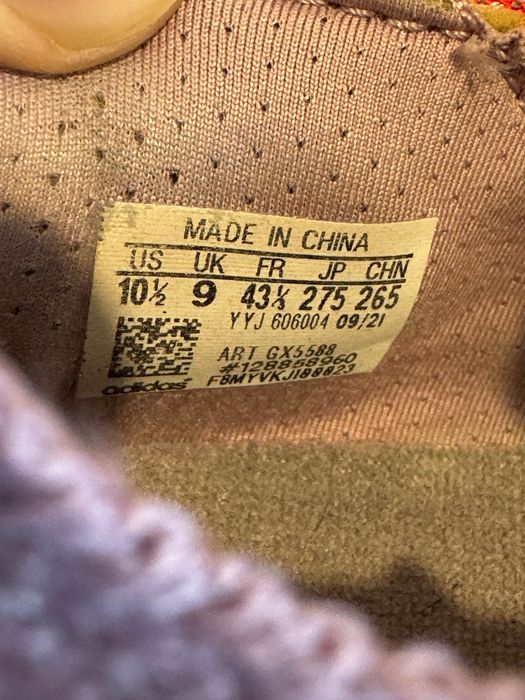 MADE IN CHINA
US UK FR JP CHN
10½ 9 43⅓ 275 265
YYJ 606004 09/21
ART GX5588
#128858960
F8MYVKJI00023
adidas